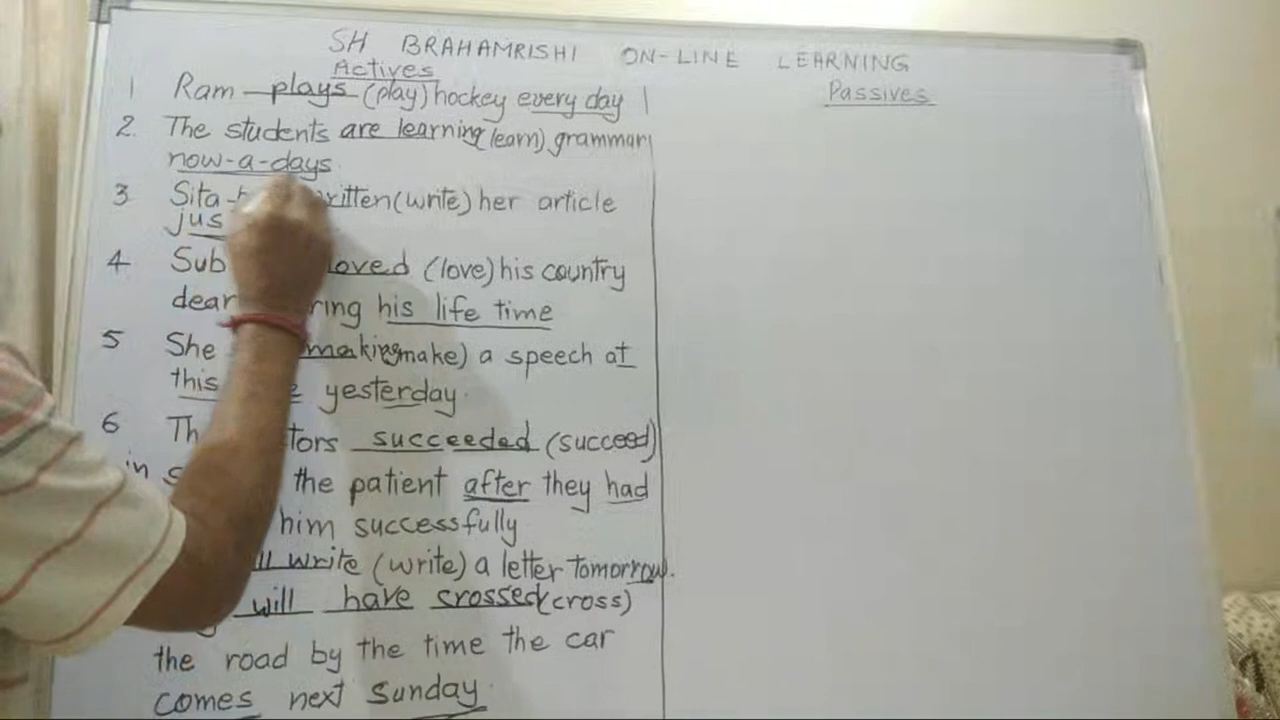 SH BRAHAMRISHI ON-LINE LEARNING
Actives
Passives
1 Ram plays (play) hockey every day
2. The students are learning (learn) grammar
now-a-days.
3 Sita written (write) her article
4 loved (love) his country
his life time
5 She making (make) a speech at
this yesterday.
6 succeeded (succeed)
in the patient after they had
him successfully
write (write) a letter tomorrow.
will have crossed (cross)
the road by the time the car
comes next Sunday.